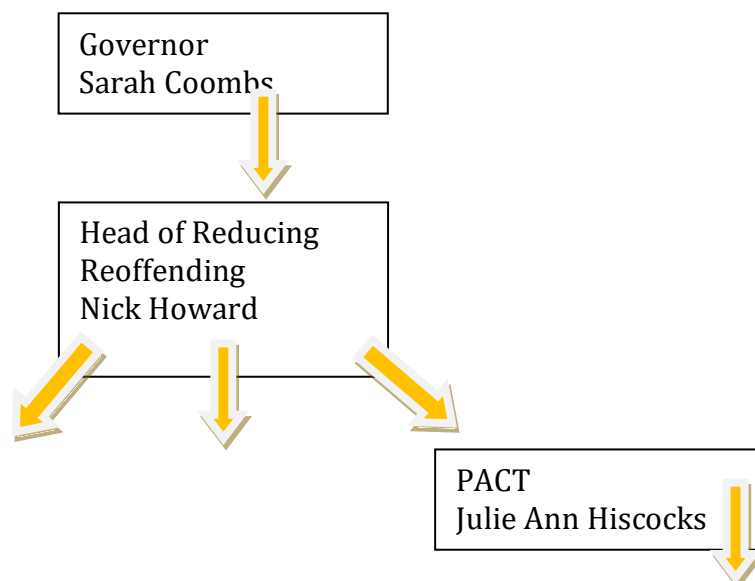 Governor
Sarah Coombs
Head of Reducing
Reoffending
Nick Howard
PACT
Julie Ann Hiscocks